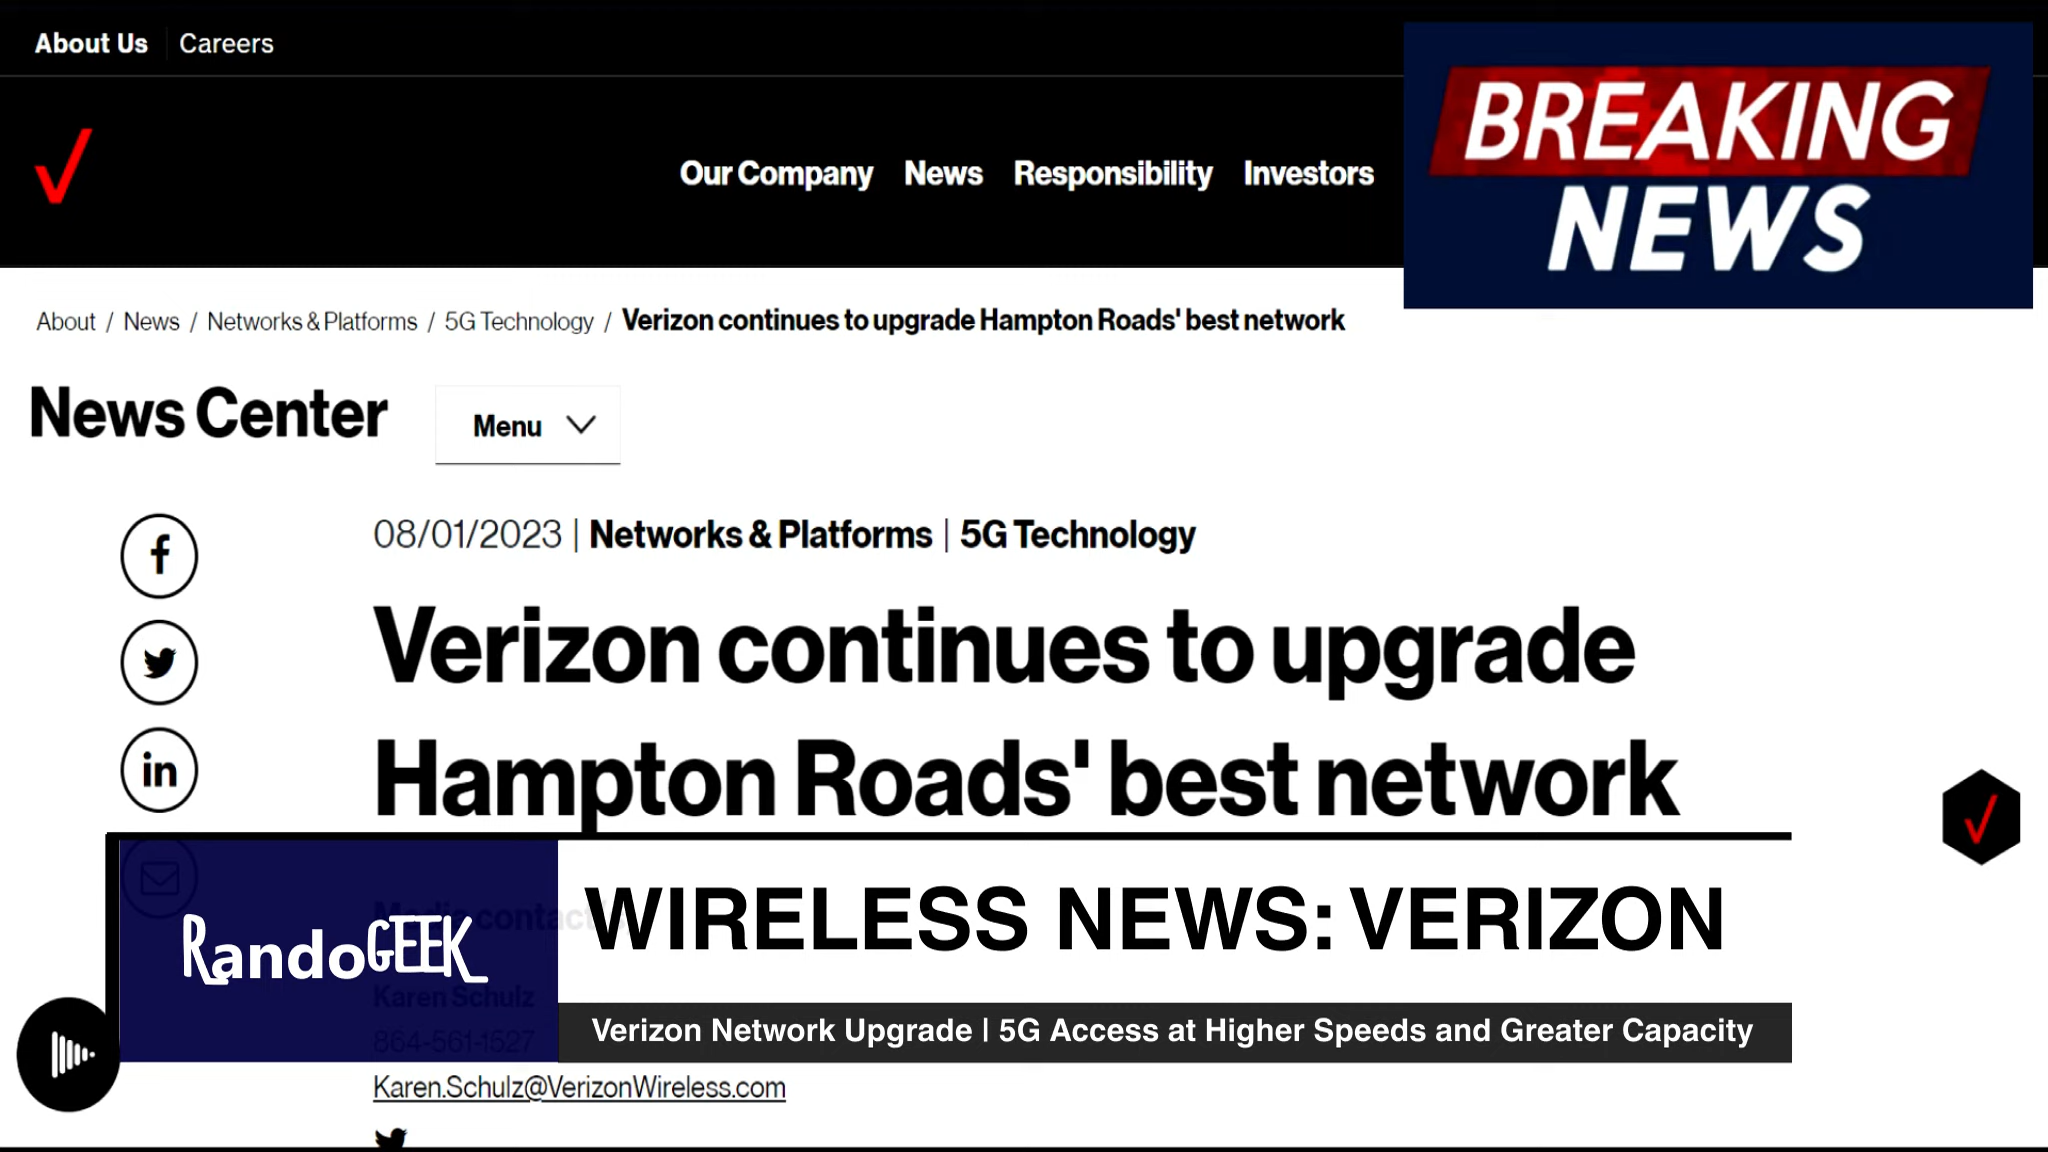 About Us
Careers
BREAKING
NEWS
Our Company
News
Responsibility
Investors
About / News / Networks & Platforms / 5G Technology / Verizon continues to upgrade Hampton Roads' best network
News Center
Menu
08/01/2023 | Networks & Platforms | 5G Technology
Verizon continues to upgrade
Hampton Roads' best network
Media contact
RandoGEEK
WIRELESS NEWS: VERIZON
Karen Schulz
864-561-1527
Verizon Network Upgrade | 5G Access at Higher Speeds and Greater Capacity
Karen.Schulz@VerizonWireless.com